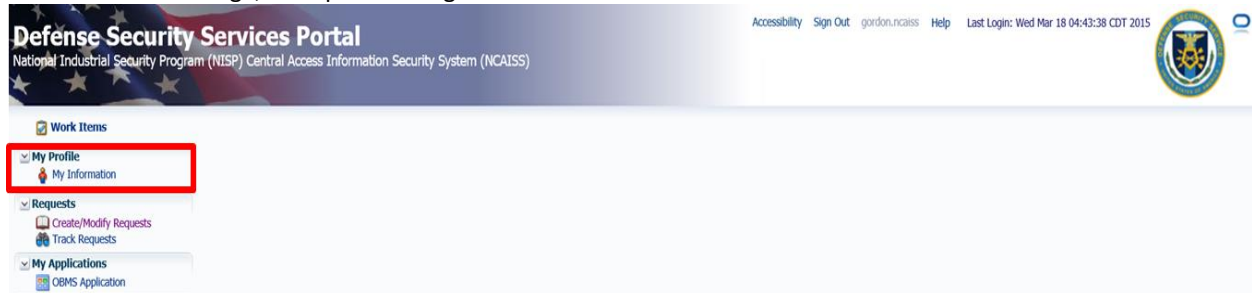 Defense Security Services Portal
National Industrial Security Program (NISP) Central Access Information Security System (NCAISS)
Accessibility Sign Out gordon.ncaiss Help Last Login: Wed Mar 18 04:43:38 CDT 2015
Work Items
My Profile
My Information
Requests
Create/Modify Requests
Track Requests
My Applications
OBMS Application